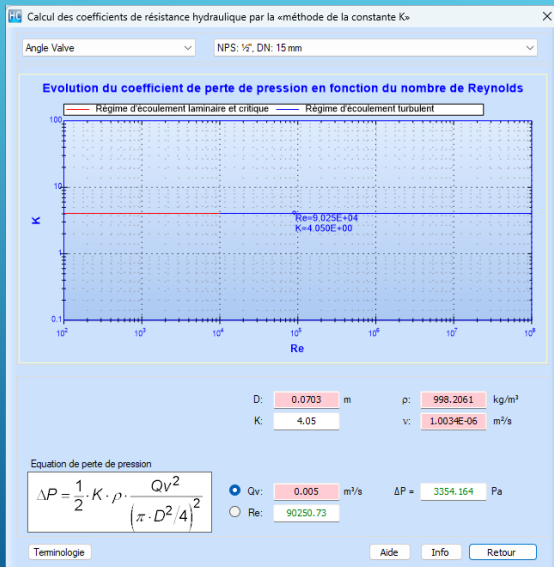 HC Calcul des coefficients de résistance hydraulique par la «méthode de la constante K»
Angle Valve
NPS: ½", DN: 15 mm
Evolution du coefficient de perte de pression en fonction du nombre de Reynolds
Régime d'écoulement laminaire et critique Régime d'écoulement turbulent
100
10
1
0.1
K
Re=9.025E+04
K=4.050E+00
10² 10³ 10⁴ 10⁵ 10⁶ 10⁷ 10⁸
Re
D: 0.0703 m ρ: 998.2061 kg/m³
K: 4.05 ν: 1.0034E-06 m²/s
Equation de perte de pression
ΔP = 1/2 · K · ρ · Qv² / (π · D²/4)²
Qv: 0.005 m³/s ΔP = 3354.164 Pa
Re: 90250.73
Terminologie Aide Info Retour